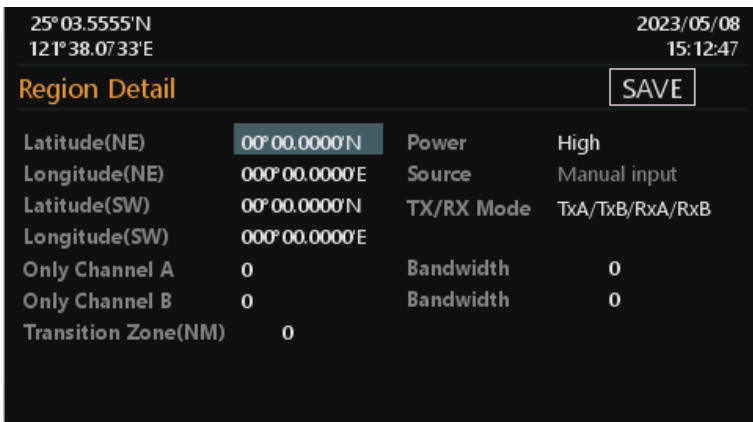 25°03.5555'N 2023/05/08
121°38.0733'E 15:12:47
Region Detail SAVE
Latitude(NE) 00°00.0000'N Power High
Longitude(NE) 000°00.0000'E Source Manual input
Latitude(SW) 00°00.0000'N TX/RX Mode TxA/TxB/RxA/RxB
Longitude(SW) 000°00.0000'E
Only Channel A 0 Bandwidth 0
Only Channel B 0 Bandwidth 0
Transition Zone(NM) 0